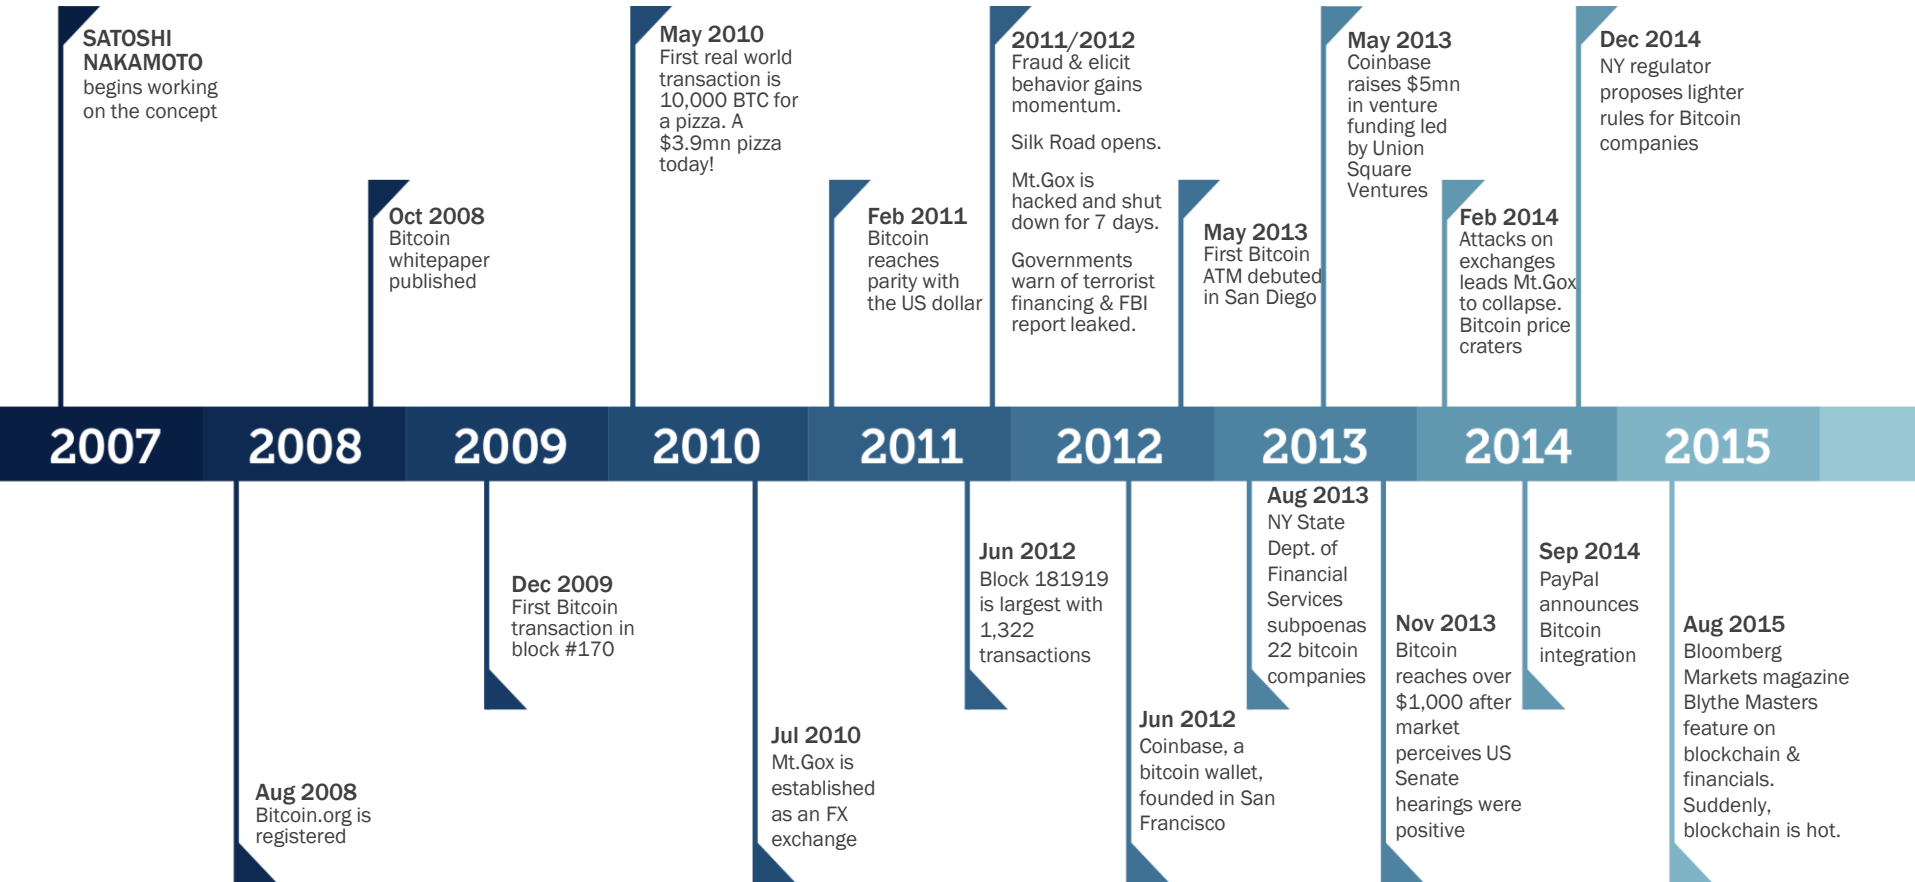 SATOSHI
NAKAMOTO
begins working
on the concept
Oct 2008
Bitcoin
whitepaper
published
May 2010
First real world
transaction is
10,000 BTC for
a pizza. A
$3.9mn pizza
today!
Feb 2011
Bitcoin
reaches
parity with
the US dollar
2011/2012
Fraud & elicit
behavior gains
momentum.
Silk Road opens.
Mt.Gox is
hacked and shut
down for 7 days.
Governments
warn of terrorist
financing & FBI
report leaked.
May 2013
First Bitcoin
ATM debuted
in San Diego
May 2013
Coinbase
raises $5mn
in venture
funding led
by Union
Square
Ventures
Feb 2014
Attacks on
exchanges
leads Mt.Gox
to collapse.
Bitcoin price
craters
Dec 2014
NY regulator
proposes lighter
rules for Bitcoin
companies
2007 2008 2009 2010 2011 2012 2013 2014 2015
Aug 2008
Bitcoin.org is
registered
Dec 2009
First Bitcoin
transaction in
block #170
Jul 2010
Mt.Gox is
established
as an FX
exchange
Jun 2012
Block 181919
is largest with
1,322
transactions
Jun 2012
Coinbase, a
bitcoin wallet,
founded in San
Francisco
Aug 2013
NY State
Dept. of
Financial
Services
subpoenas
22 bitcoin
companies
Nov 2013
Bitcoin
reaches over
$1,000 after
market
perceives US
Senate
hearings were
positive
Sep 2014
PayPal
announces
Bitcoin
integration
Aug 2015
Bloomberg
Markets magazine
Blythe Masters
feature on
blockchain &
financials.
Suddenly,
blockchain is hot.